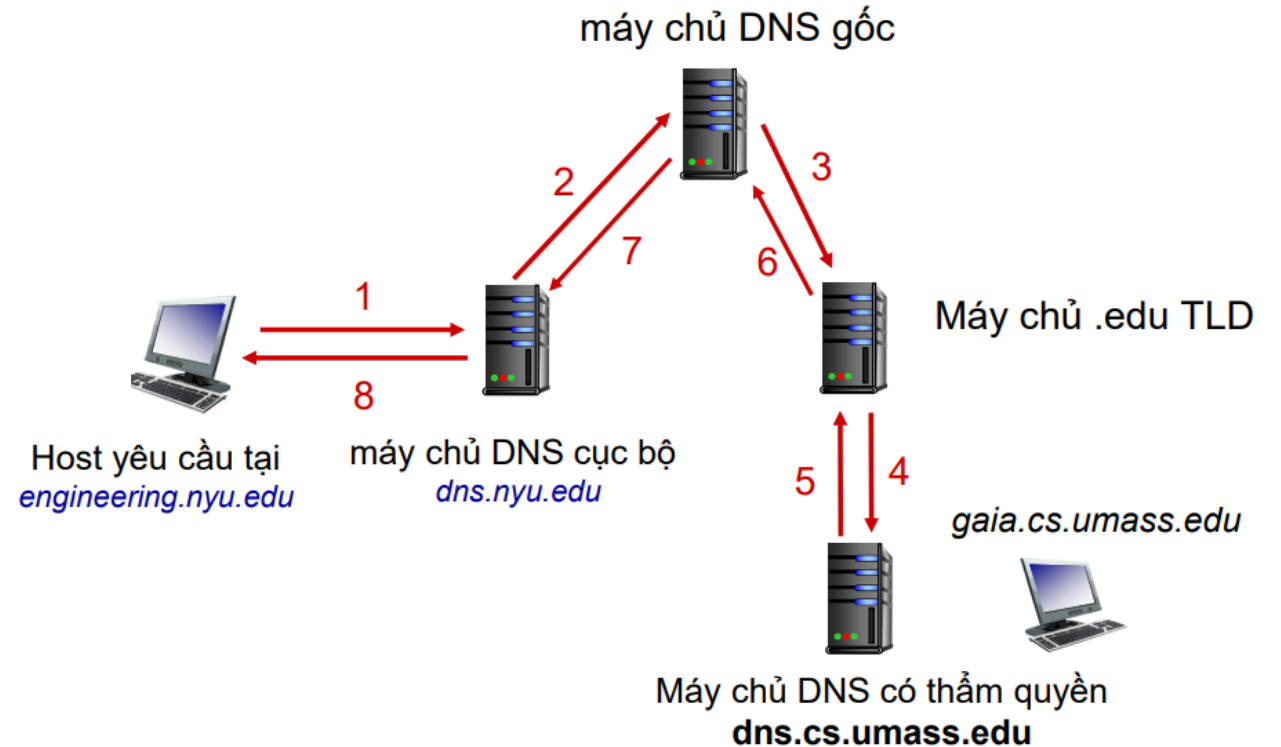 máy chủ DNS gốc
2
3
7
6
1
8
Máy chủ .edu TLD
Host yêu cầu tại
engineering.nyu.edu
máy chủ DNS cục bộ
dns.nyu.edu
5
4
gaia.cs.umass.edu
Máy chủ DNS có thẩm quyền
dns.cs.umass.edu